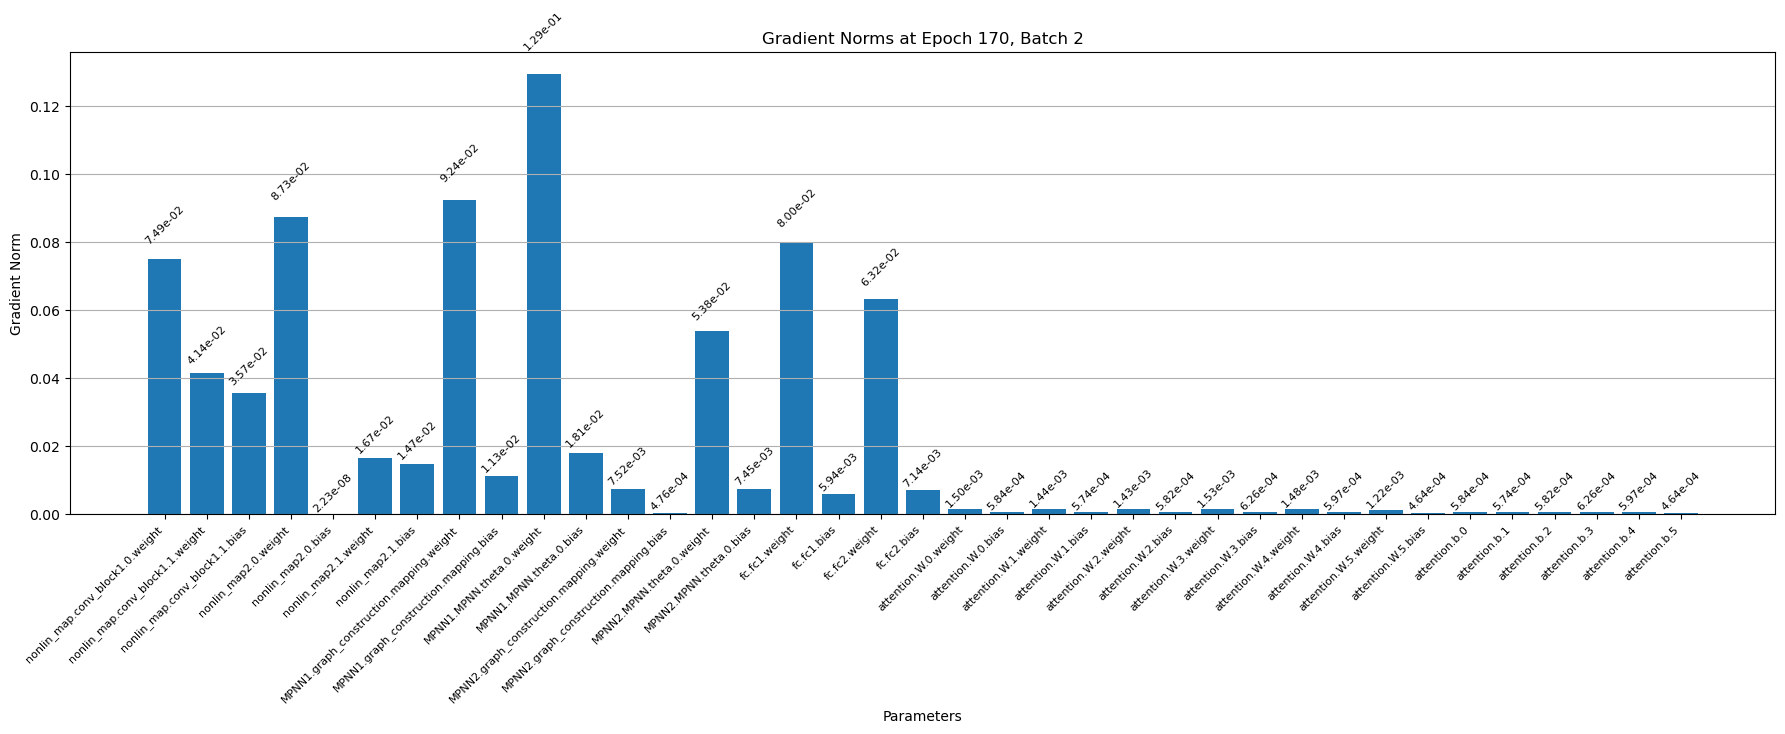 Gradient Norms at Epoch 170, Batch 2
Gradient Norm
0.12
0.10
0.08
0.06
0.04
0.02
0.00
7.49e-02
4.14e-02
3.57e-02
8.73e-02
2.23e-08
1.67e-02
1.47e-02
9.24e-02
1.13e-02
1.29e-01
1.81e-02
7.52e-03
4.76e-04
5.38e-02
7.45e-03
8.00e-02
5.94e-03
6.32e-02
7.14e-03
1.50e-03
5.84e-04
1.44e-03
5.74e-04
1.43e-03
5.82e-04
1.53e-03
6.26e-04
1.48e-03
5.97e-04
1.22e-03
4.64e-04
5.84e-04
5.74e-04
5.82e-04
6.26e-04
5.97e-04
4.64e-04
nonlin_map.conv_block1.0.weight
nonlin_map.conv_block1.1.weight
nonlin_map.conv_block1.1.bias
nonlin_map2.0.weight
nonlin_map2.0.bias
nonlin_map2.1.weight
nonlin_map2.1.bias
MPNN1.graph_construction.mapping.weight
MPNN1.graph_construction.mapping.bias
MPNN1.MPNN.theta.0.weight
MPNN1.MPNN.theta.0.bias
MPNN2.graph_construction.mapping.weight
MPNN2.graph_construction.mapping.bias
MPNN2.MPNN.theta.0.weight
MPNN2.MPNN.theta.0.bias
fc.fc1.weight
fc.fc1.bias
fc.fc2.weight
fc.fc2.bias
attention.W.0.weight
attention.W.0.bias
attention.W.1.weight
attention.W.1.bias
attention.W.2.weight
attention.W.2.bias
attention.W.3.weight
attention.W.3.bias
attention.W.4.weight
attention.W.4.bias
attention.W.5.weight
attention.W.5.bias
attention.b.0
attention.b.1
attention.b.2
attention.b.3
attention.b.4
attention.b.5
Parameters